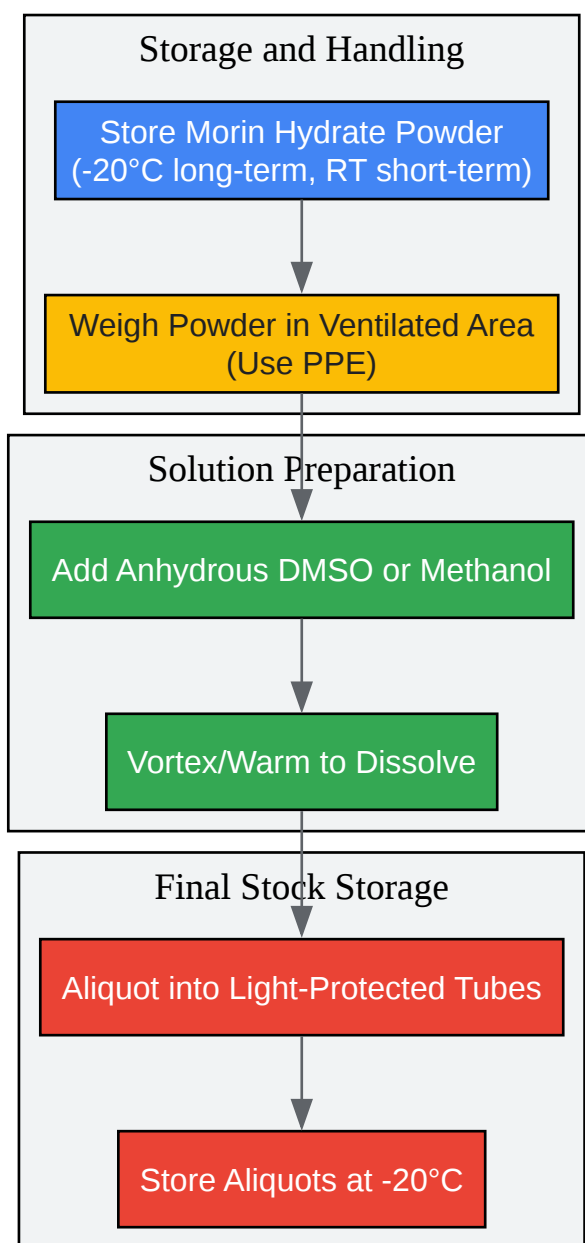 Storage and Handling
Store Morin Hydrate Powder
(-20°C long-term, RT short-term)
Weigh Powder in Ventilated Area
(Use PPE)
Solution Preparation
Add Anhydrous DMSO or Methanol
Vortex/Warm to Dissolve
Final Stock Storage
Aliquot into Light-Protected Tubes
Store Aliquots at -20°C